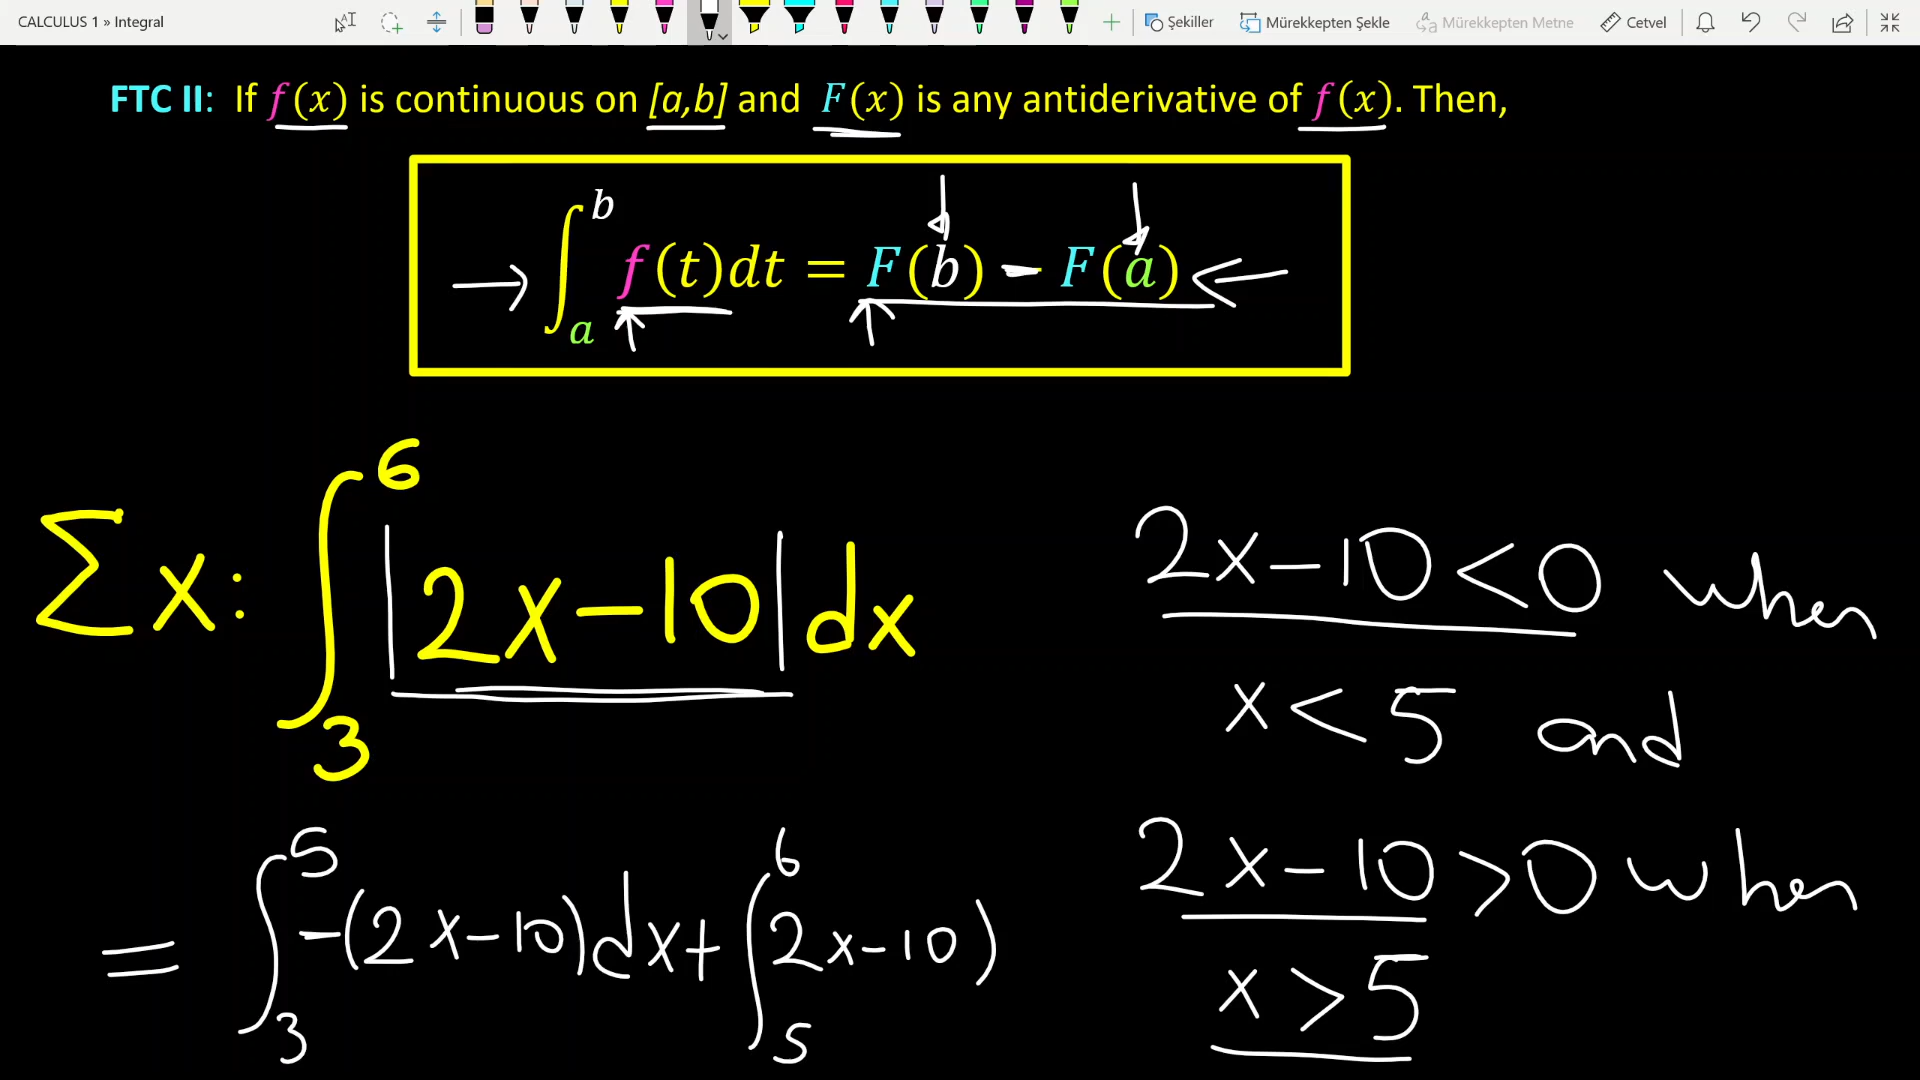 CALCULUS 1 » Integral
Şekiller
Mürekkepten Şekle
Mürekkepten Metne
Cetvel
FTC II: If f(x) is continuous on [a,b] and F(x) is any antiderivative of f(x). Then,
∫_a^b f(t)dt = F(b) − F(a)
Ex: ∫_3^6 |2x−10| dx
2x−10<0 when
x<5 and
2x−10>0 when
x>5
= ∫_3^5 −(2x−10)dx + ∫_5^6 2x−10)